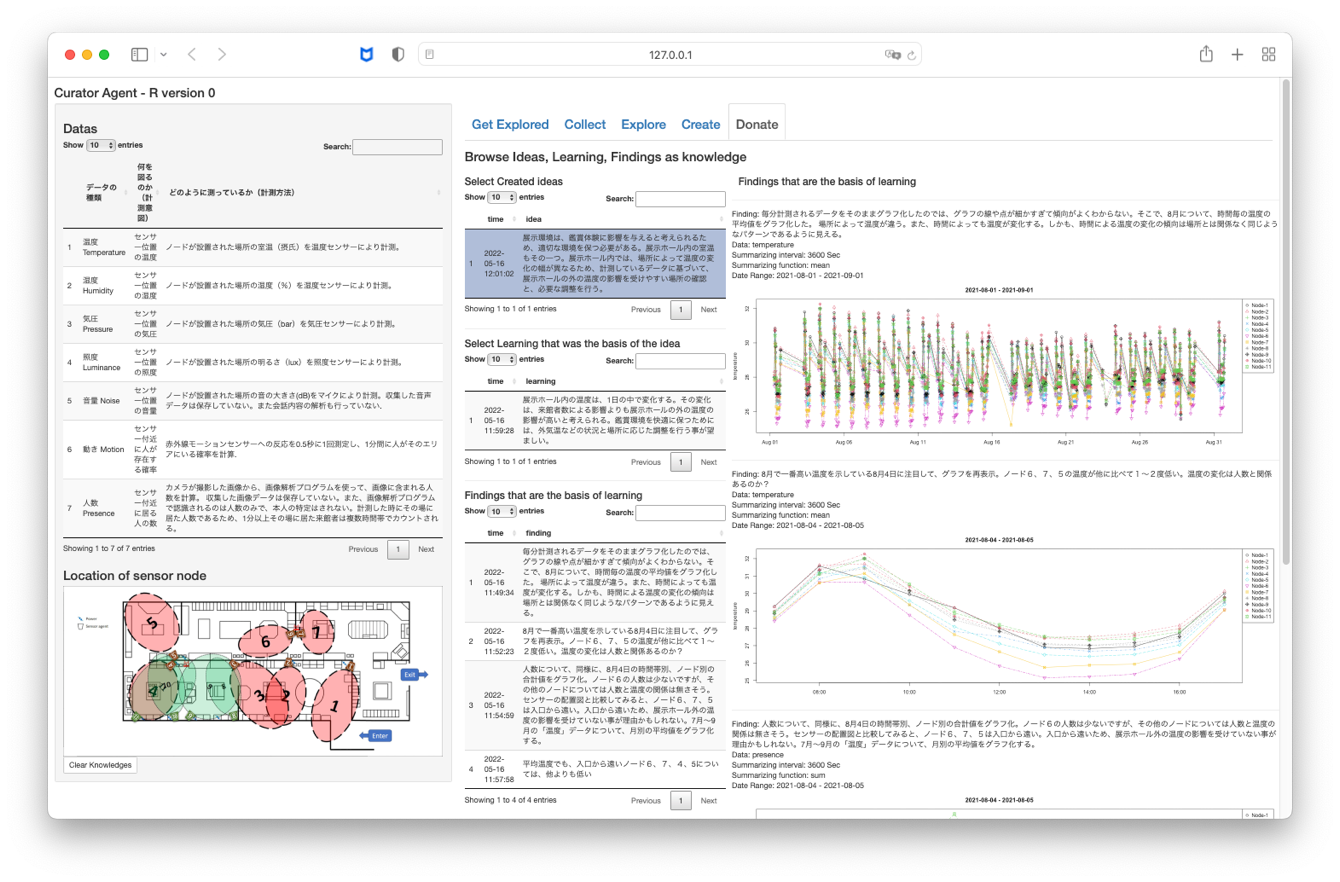 127.0.0.1
Curator Agent - R version 0
Datas
Show 10 entries
Search:
データの
種類
何を
図る
のか
（計
測意
図）
どのように測っているか（計測方法）
1
温度
Temperature
センサ
ー位置
の温度
ノードが設置された場所の室温（摂氏）を温度センサーにより計測。
2
湿度
Humidity
センサ
ー位置
の湿度
ノードが設置された場所の温度（%）を温度センサーにより計測。
3
気圧
Pressure
センサ
ー位置
の気圧
ノードが設置された場所の気圧（bar）を気圧センサーにより計測。
4
照度
Luminance
センサ
ー位置
の照度
ノードが設置された場所の明るさ（lux）を照度センサーにより計測。
5
音量 Noise
センサ
ー位置
の音量
ノードが設置された場所の音の大きさ(dB)をマイクにより計測。収集した音声
データは保存していない。また会話内容の解析も行っていない.
6
動き Motion
センサ
ー付近
に人が
存在す
る確率
赤外線モーションセンサーへの反応を0.5秒に1回測定し、1分間に人がそのエリ
アにいる確率を計算.
7
人数
Presence
センサ
ー付近
に居る
人の数
カメラが撮影した画像から、画像解析プログラムを使って、画像に含まれる人
数を計算。 収集した画像データは保存していない。また、画像解析プログラム
で認識されるのは人数のみで、本人の特定はされない。計測した時にその場に
居た人数であるため、1分以上その場に居た来館者は複数時間帯でカウントされ
る。
Showing 1 to 7 of 7 entries
Previous 1 Next
Location of sensor node
Sensor agent
5
6
7
4
3
2
1
Exit
Enter
Clear Knowledges
Get Explored Collect Explore Create Donate
Browse Ideas, Learning, Findings as knowledge
Select Created ideas
Show 10 entries
Search:
time idea
1
2022-
05-16
12:01:02
展示環境は、鑑賞体験に影響を与えると考えられるた
め、適切な環境を保つ必要がある。展示ホール内の室温
もその一つ。展示ホール内では、場所によって温度の変
化の幅が異なるため、計測しているデータに基づいて、
展示ホールの外の温度の影響を受けやすい場所の確認
と、必要な調整を行う。
Showing 1 to 1 of 1 entries
Previous 1 Next
Select Learning that was the basis of the idea
Show 10 entries
Search:
time learning
1
2022-
05-16
11:59:28
展示ホール内の温度は、1日の中で変化する。その変化
は、来館者数による影響よりも展示ホールの外の温度の
影響が高いと考えられる。鑑賞環境を快適に保つためには
は、外気温などの状況と場所に応じた調整を行う事が望
ましい。
Showing 1 to 1 of 1 entries
Previous 1 Next
Findings that are the basis of learning
Show 10 entries
Search:
time finding
1
2022-
05-16
11:49:34
毎分計測されるデータをそのままグラフ化したのでは、
グラフの線や点が細かすぎて傾向がよくわからない。そ
こで、8月について、時間毎の温度の平均値をグラフ化し
た。 場所によって温度が違う。また、時間によっても温
度が変化する。しかも、時間による温度の変化の傾向は
場所とは関係なく同じようなパターンであるように見え
る。
2
2022-
05-16
11:52:23
8月で一番高い温度を示している8月4日に注目して、グラ
フを再表示。ノード６、７、５の温度が他に比べて１〜
２度低い。温度の変化は人数と関係あるのか？
3
2022-
05-16
11:54:59
人数について、同様に、8月4日の時間帯別、ノード別の
合計値をグラフ化。ノード６の人数は少ないですが、そ
の他のノードについては人数と温度の関係は無さそう。
センサーの配置図と比較してみると、ノード６、７、５
は入口から遠い。入口から遠いため、展示ホール外の温
度の影響を受けていない事が理由かもしれない。7月〜9
月の「温度」データについて、月別の平均値をグラフ化
する。
4
2022-
05-16
11:57:58
平均温度でも、入口から遠いノード６、７、４、5につい
ては、他よりも低い
Showing 1 to 4 of 4 entries
Previous 1 Next
Findings that are the basis of learning
Finding: 毎分計測されるデータをそのままグラフ化したのでは、グラフの線や点が細かすぎて傾向がよくわからない。そこで、8月について、時間毎の温度の
平均値をグラフ化した。 場所によって温度が違う。また、時間によっても温度が変化する。しかも、時間による温度の変化の傾向は場所とは関係なく同じよう
なパターンであるように見える。
Data: temperature
Summarizing interval: 3600 Sec
Summarizing function: mean
Date Range: 2021-08-01 - 2021-09-01
2021-08-01 - 2021-09-01
temperature
32
30
28
26
Aug 01 Aug 06 Aug 11 Aug 16 Aug 21 Aug 26 Aug 31
Node-1
Node-2
Node-3
Node-4
Node-5
Node-6
Node-7
Node-8
Node-9
Node-10
Node-11
Finding: 8月で一番高い温度を示している8月4日に注目して、グラフを再表示。ノード６、７、５の温度が他に比べて１〜２度低い。温度の変化は人数と関係
あるのか？
Data: temperature
Summarizing interval: 3600 Sec
Summarizing function: mean
Date Range: 2021-08-04 - 2021-08-05
2021-08-04 - 2021-08-05
temperature
32
31
30
29
28
27
26
25
08:00 10:00 12:00 14:00 16:00
Node-1
Node-2
Node-3
Node-4
Node-5
Node-6
Node-7
Node-8
Node-9
Node-10
Node-11
Finding: 人数について、同様に、8月4日の時間帯別、ノード別の合計値をグラフ化。ノード６の人数は少ないですが、その他のノードについては人数と温度の
関係は無さそう。センサーの配置図と比較してみると、ノード６、７、５は入口から遠い。入口から遠いため、展示ホール外の温度の影響を受けていない事が
理由かもしれない。7月〜9月の「温度」データについて、月別の平均値をグラフ化する。
Data: presence
Summarizing interval: 3600 Sec
Summarizing function: sum
Date Range: 2021-08-04 - 2021-08-05
2021-08-04 - 2021-08-05
Node-1